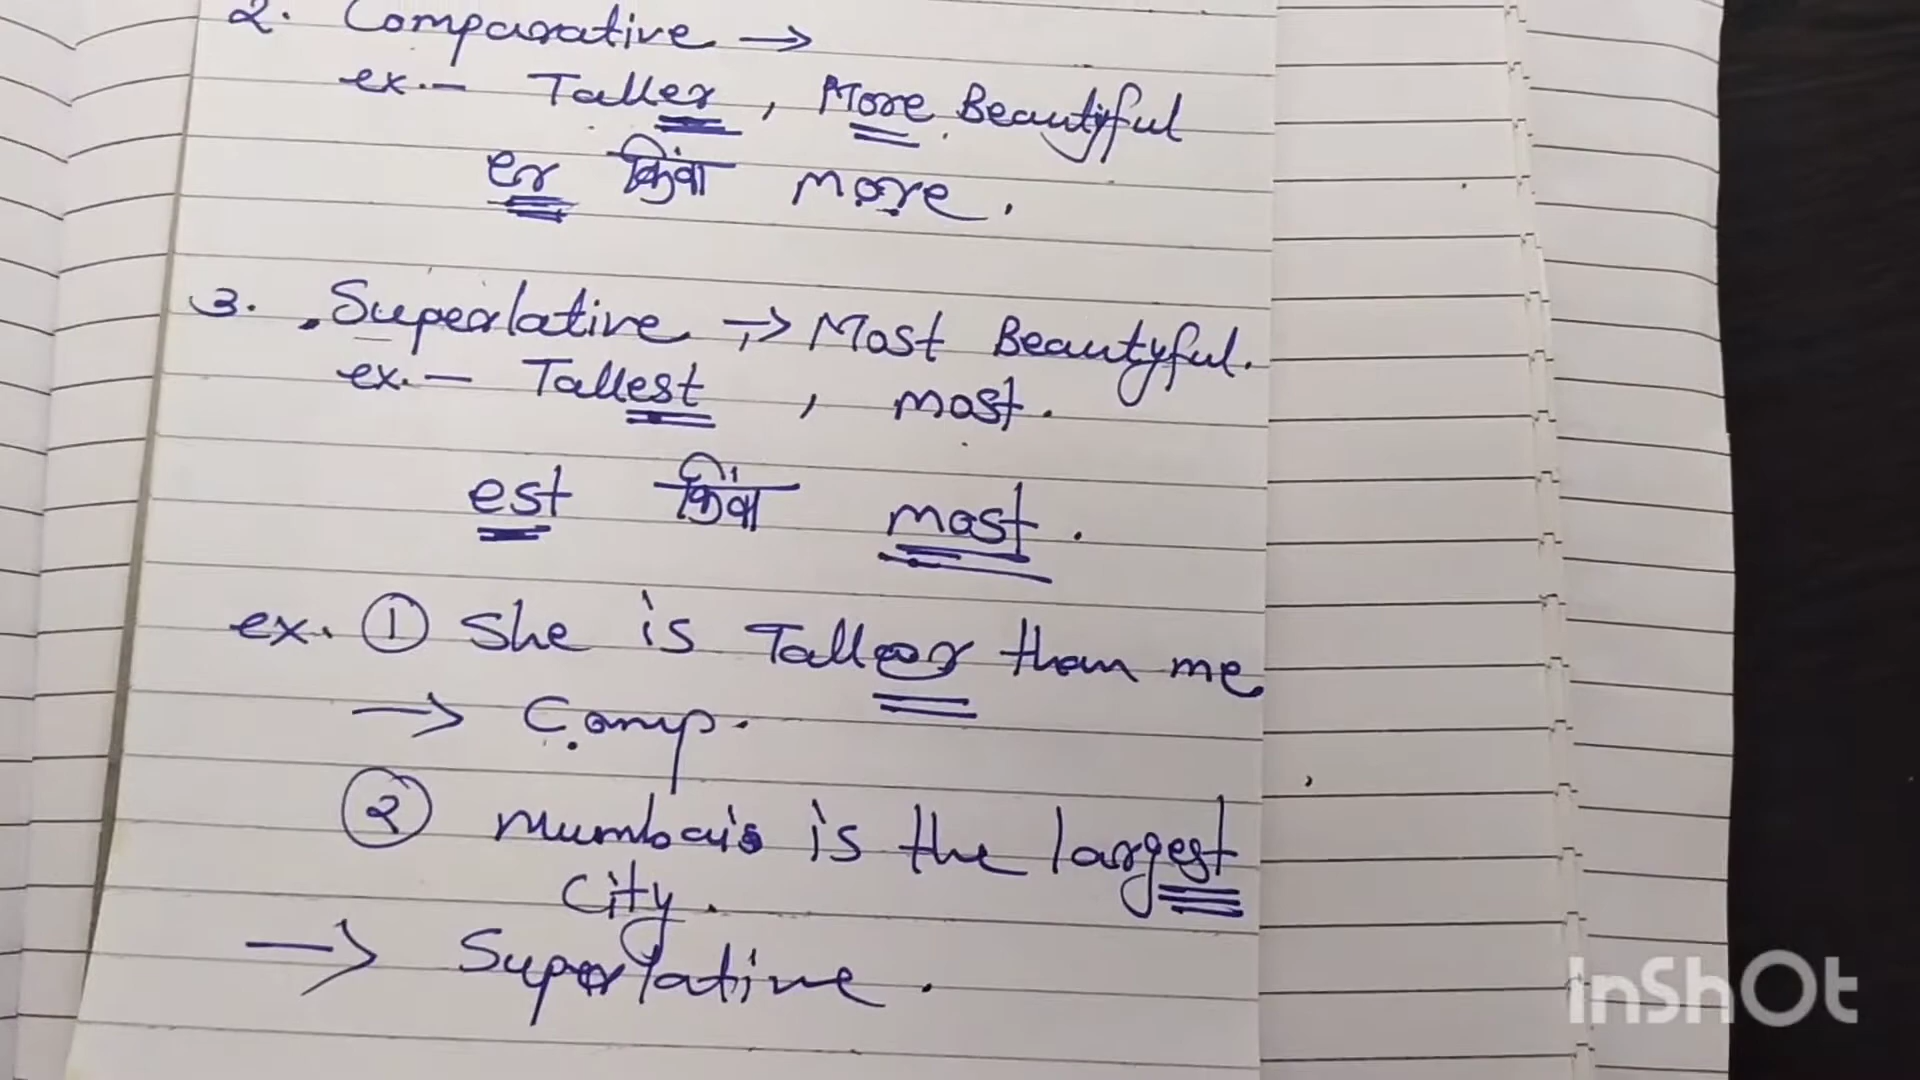 2. Comparative →
ex.- Taller, More Beautyful
er किंवा more.
3. Superlative → Most Beautyful.
ex.- Tallest, most.
est किंवा most.
ex. ① She is Taller than me
→ Comp.
② Mumbai is the largest
City.
→ Superlative.
InShOt